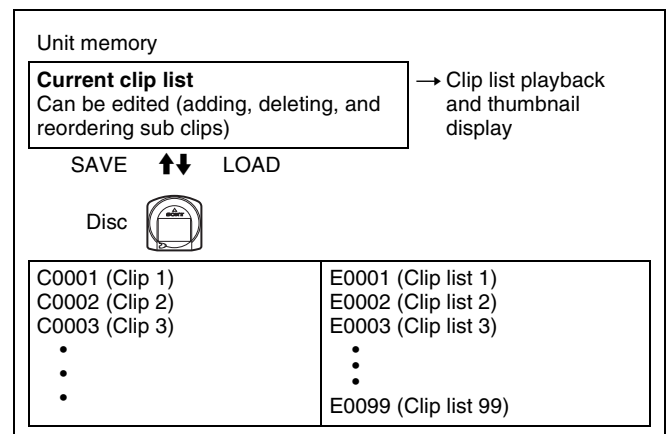 Unit memory
Current clip list
Can be edited (adding, deleting, and
reordering sub clips)
→ Clip list playback
and thumbnail
display
SAVE
LOAD
Disc
SONY
C0001 (Clip 1)
C0002 (Clip 2)
C0003 (Clip 3)
•
•
•
E0001 (Clip list 1)
E0002 (Clip list 2)
E0003 (Clip list 3)
•
•
•
E0099 (Clip list 99)